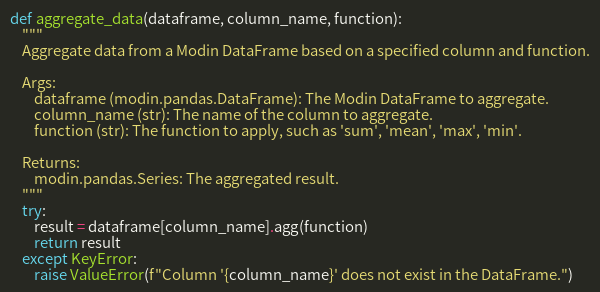 def aggregate_data(dataframe, column_name, function):
    """
    Aggregate data from a Modin DataFrame based on a specified column and function.

    Args:
        dataframe (modin.pandas.DataFrame): The Modin DataFrame to aggregate.
        column_name (str): The name of the column to aggregate.
        function (str): The function to apply, such as 'sum', 'mean', 'max', 'min'.

    Returns:
        modin.pandas.Series: The aggregated result.
    """
    try:
        result = dataframe[column_name].agg(function)
        return result
    except KeyError:
        raise ValueError(f"Column '{column_name}' does not exist in the DataFrame.")